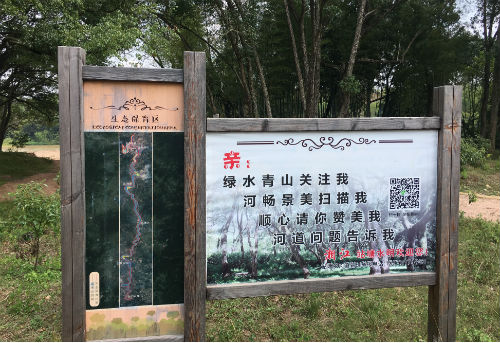 生态保育区
亲：
绿水青山关注我
河畅景美扫描我
顺心请你赞美我
河道问题告诉我